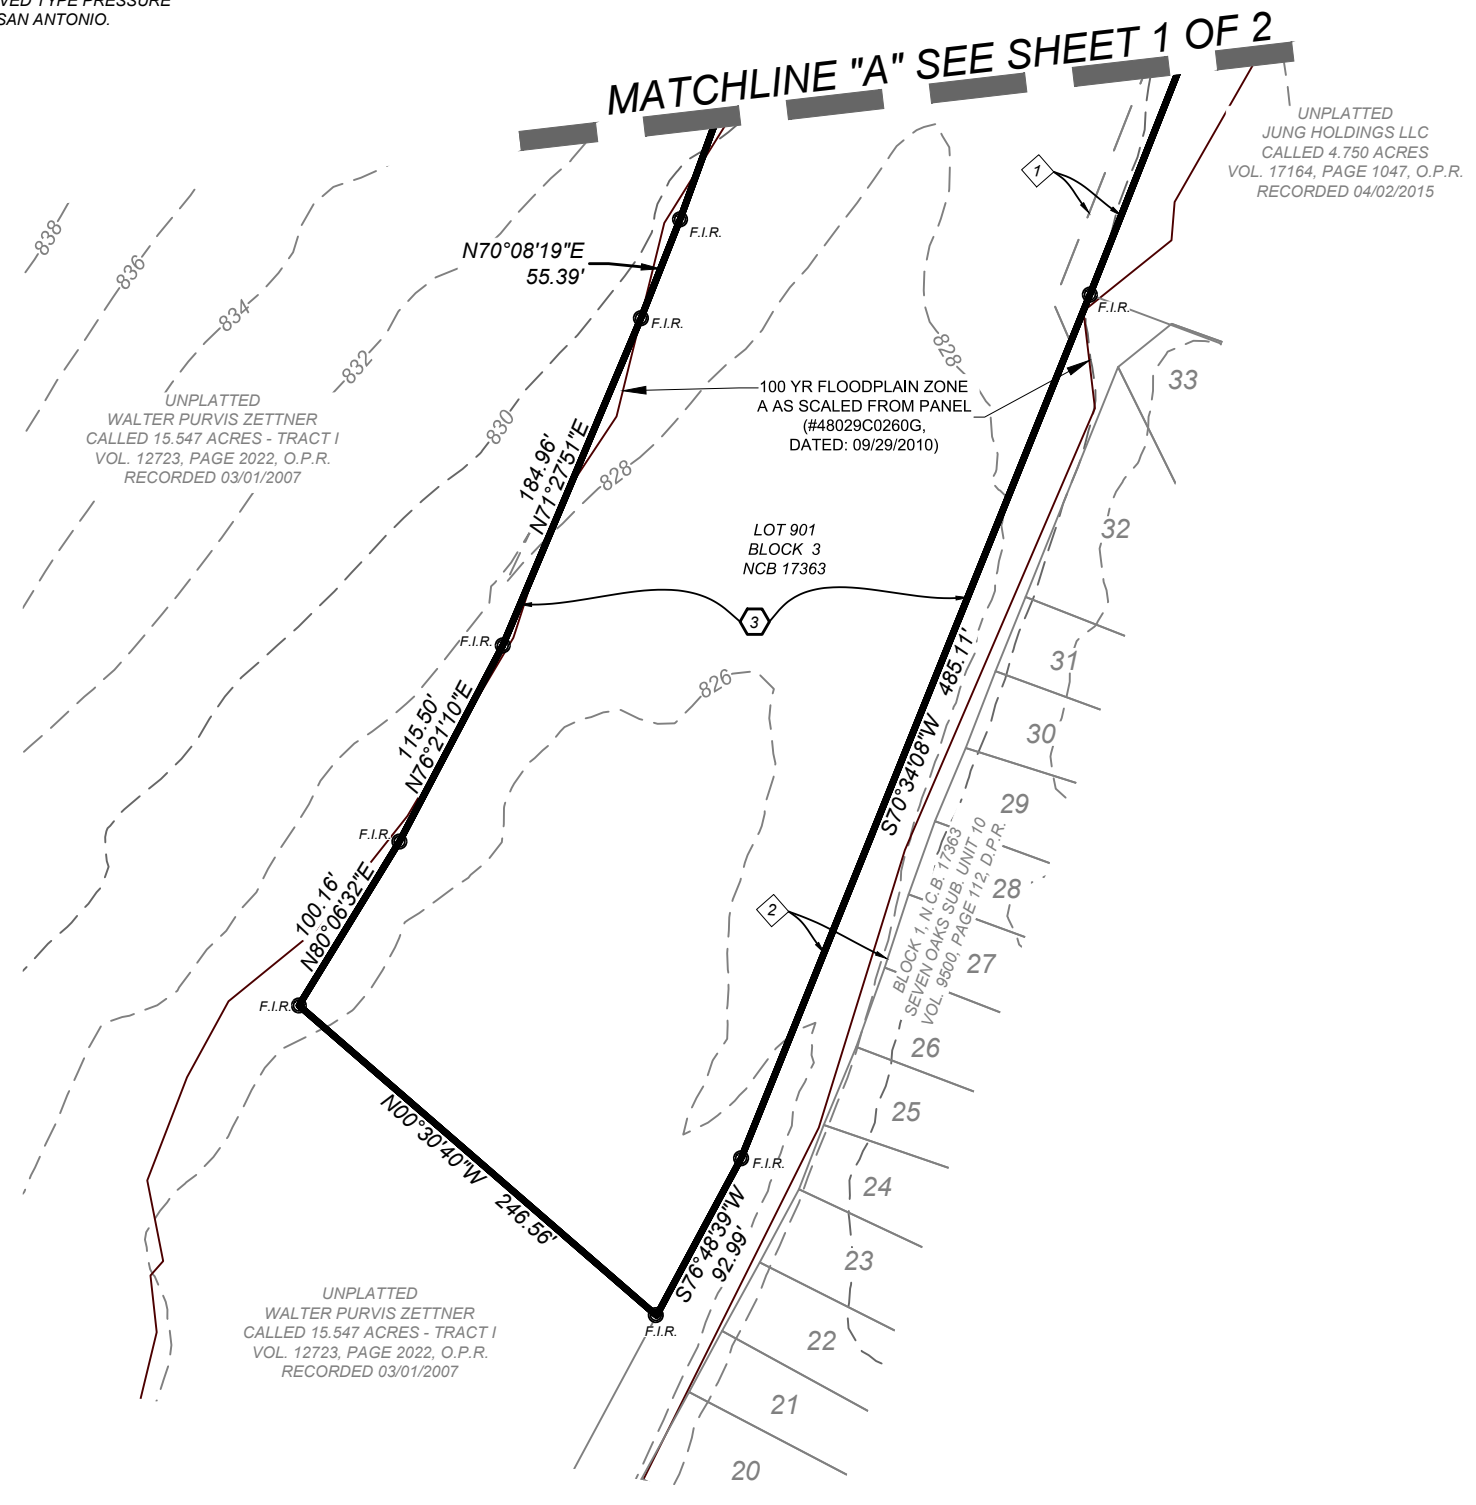 VED TYPE PRESSURE
SAN ANTONIO.
MATCHLINE "A" SEE SHEET 1 OF 2
UNPLATTED
JUNG HOLDINGS LLC
CALLED 4.750 ACRES
VOL. 17164, PAGE 1047, O.P.R.
RECORDED 04/02/2015
1
838
836
834
832
830
828
828
826
N70°08'19"E
55.39'
F.I.R.
F.I.R.
F.I.R.
UNPLATTED
WALTER PURVIS ZETTNER
CALLED 15.547 ACRES - TRACT I
VOL. 12723, PAGE 2022, O.P.R.
RECORDED 03/01/2007
100 YR FLOODPLAIN ZONE
A AS SCALED FROM PANEL
(#48029C0260G,
DATED: 09/29/2010)
184.96'
N71°27'51"E
LOT 901
BLOCK 3
NCB 17363
3
F.I.R.
115.50'
N76°21'10"E
S70°34'08"W 485.11'
F.I.R.
100.16'
N80°06'32"E
2
F.I.R.
BLOCK 1, N.C.B. 17363
SEVEN OAKS SUB. UNIT 10
VOL. 9500, PAGE 112, D.P.R.
N00°30'40"W 246.56'
F.I.R.
S76°48'39"W
92.99'
F.I.R.
UNPLATTED
WALTER PURVIS ZETTNER
CALLED 15.547 ACRES - TRACT I
VOL. 12723, PAGE 2022, O.P.R.
RECORDED 03/01/2007
33
32
31
30
29
28
27
26
25
24
23
22
21
20